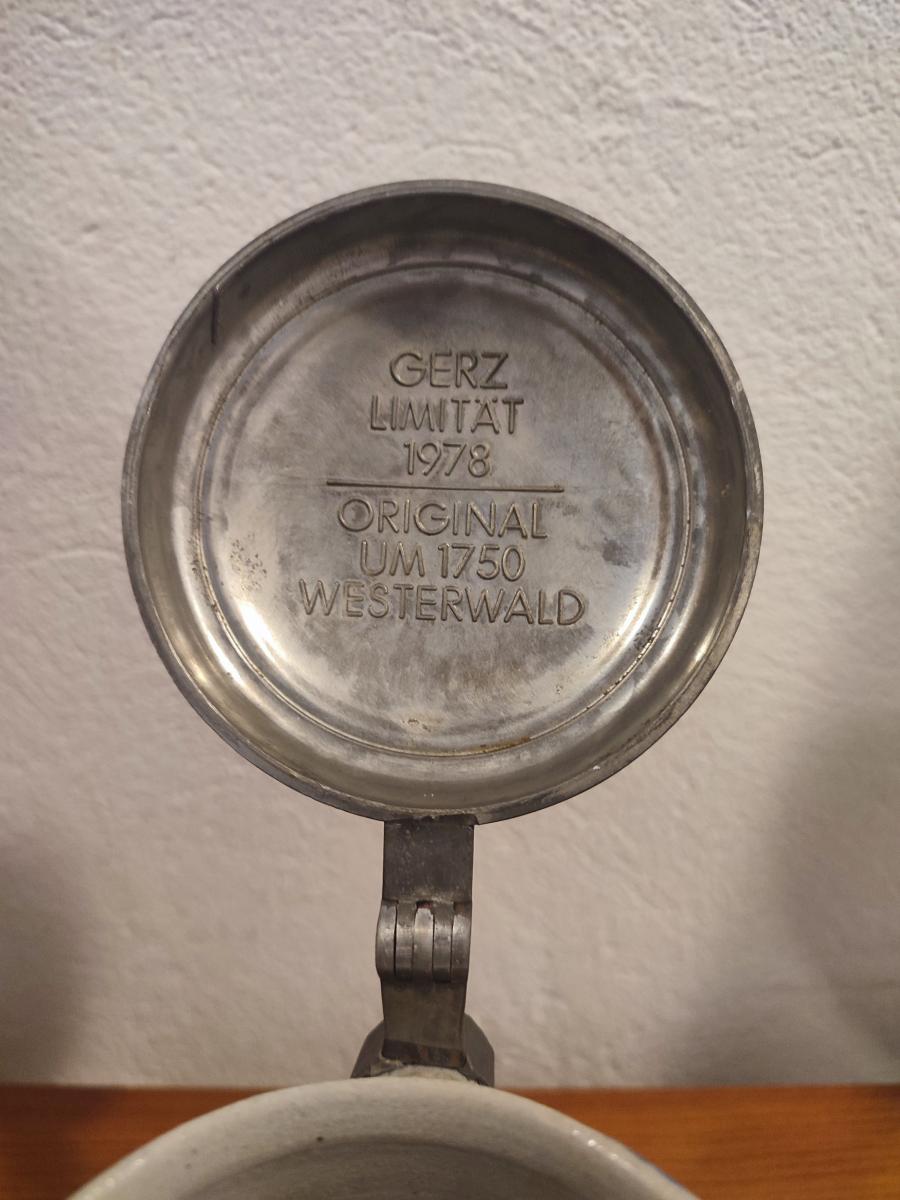 GERZ
LIMITÄT
1978
ORIGINAL
UM 1750
WESTERWALD